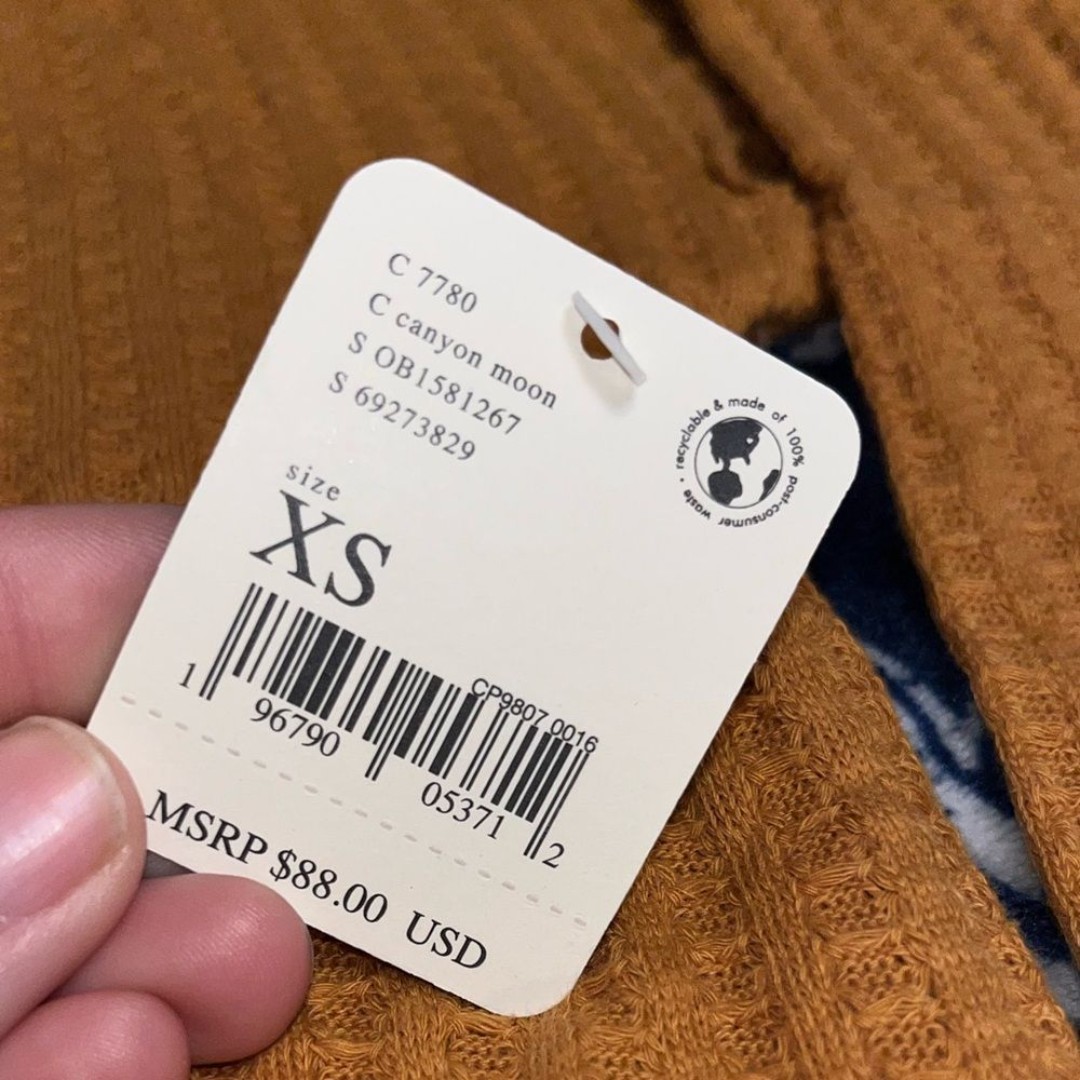 C 7780
C canyon moon
S OB1581267
S 69273829
recyclable & made of 100% post-consumer waste •
size
XS
CP9807 0016
1 96790 05371 2
MSRP $88.00 USD